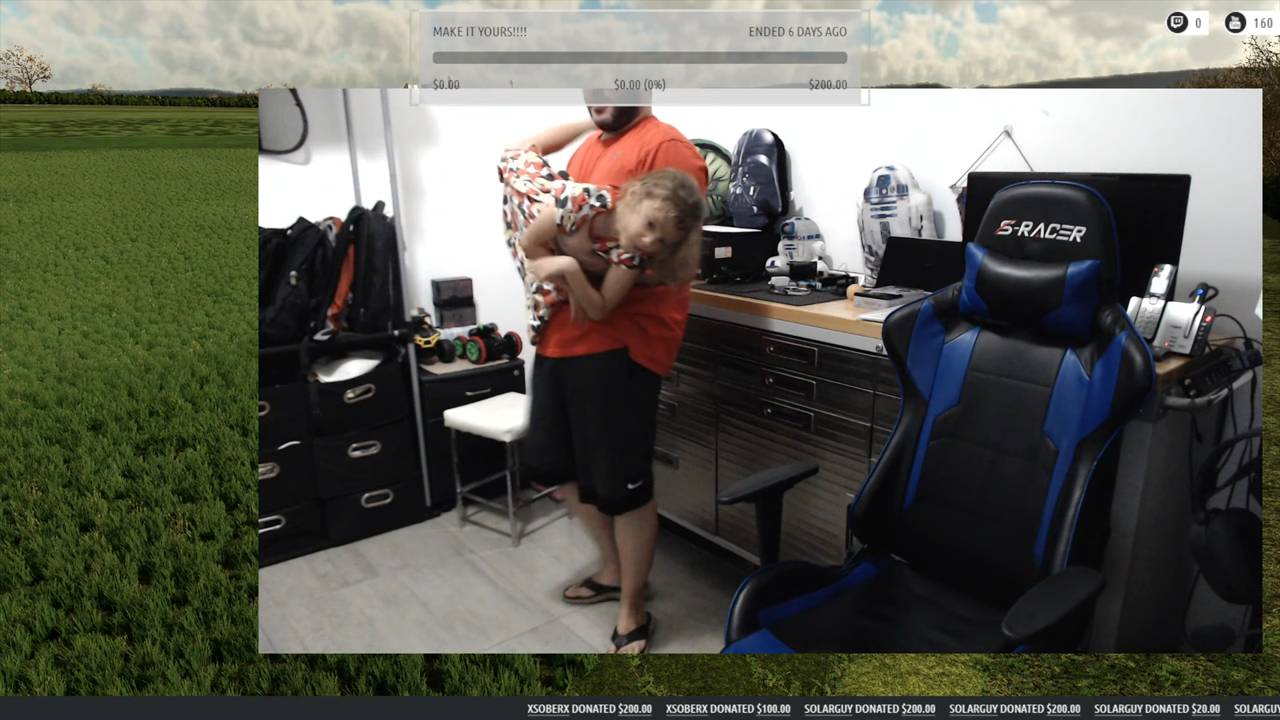 MAKE IT YOURS!!!! ENDED 6 DAYS AGO
$0.00 $0.00 (0%) $200.00
0 160
S-RACER
XSOBERX DONATED $200.00 XSOBERX DONATED $100.00 SOLARGUY DONATED $200.00 SOLARGUY DONATED $200.00 SOLARGUY DONATED $20.00 SOLARGU